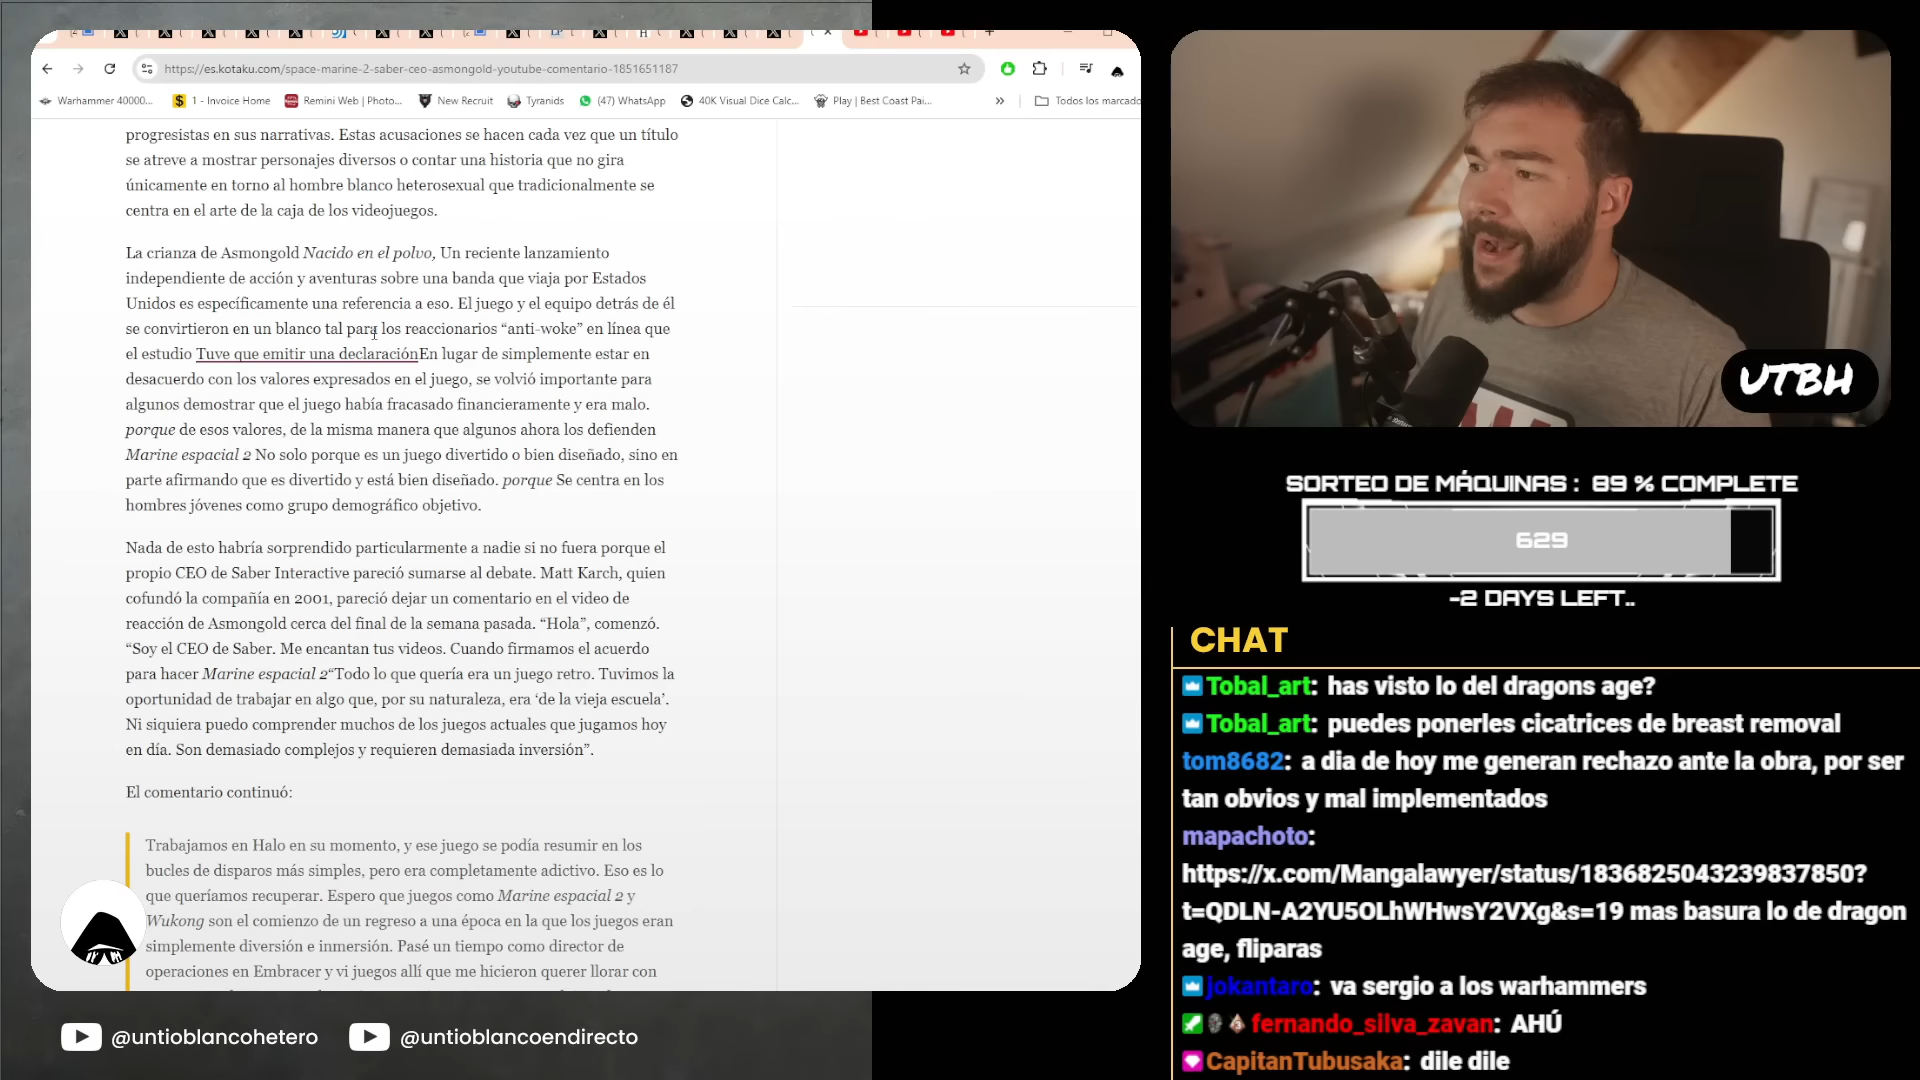 https://es.kotaku.com/space-marine-2-saber-ceo-asmongold-youtube-comentario-1851651187
Warhammer 40000...
1 - Invoice Home
Remini Web | Photo...
New Recruit
Tyranids
(47) WhatsApp
40K Visual Dice Calc...
Play | Best Coast Pai...
»
Todos los marcado
progresistas en sus narrativas. Estas acusaciones se hacen cada vez que un título
se atreve a mostrar personajes diversos o contar una historia que no gira
únicamente en torno al hombre blanco heterosexual que tradicionalmente se
centra en el arte de la caja de los videojuegos.
La crianza de Asmongold Nacido en el polvo, Un reciente lanzamiento
independiente de acción y aventuras sobre una banda que viaja por Estados
Unidos es específicamente una referencia a eso. El juego y el equipo detrás de él
se convirtieron en un blanco tal para los reaccionarios “anti-woke” en línea que
el estudio Tuve que emitir una declaraciónEn lugar de simplemente estar en
desacuerdo con los valores expresados en el juego, se volvió importante para
algunos demostrar que el juego había fracasado financieramente y era malo.
porque de esos valores, de la misma manera que algunos ahora los defienden
Marine espacial 2 No solo porque es un juego divertido o bien diseñado, sino en
parte afirmando que es divertido y está bien diseñado. porque Se centra en los
hombres jóvenes como grupo demográfico objetivo.
Nada de esto habría sorprendido particularmente a nadie si no fuera porque el
propio CEO de Saber Interactive pareció sumarse al debate. Matt Karch, quien
cofundó la compañía en 2001, pareció dejar un comentario en el video de
reacción de Asmongold cerca del final de la semana pasada. “Hola”, comenzó.
“Soy el CEO de Saber. Me encantan tus videos. Cuando firmamos el acuerdo
para hacer Marine espacial 2“Todo lo que quería era un juego retro. Tuvimos la
oportunidad de trabajar en algo que, por su naturaleza, era ‘de la vieja escuela’.
Ni siquiera puedo comprender muchos de los juegos actuales que jugamos hoy
en día. Son demasiado complejos y requieren demasiada inversión”.
El comentario continuó:
Trabajamos en Halo en su momento, y ese juego se podía resumir en los
bucles de disparos más simples, pero era completamente adictivo. Eso es lo
que queríamos recuperar. Espero que juegos como Marine espacial 2 y
Wukong son el comienzo de un regreso a una época en la que los juegos eran
simplemente diversión e inmersión. Pasé un tiempo como director de
operaciones en Embracer y vi juegos allí que me hicieron querer llorar con
@untioblancohetero
@untioblancoendirecto
UTBH
SORTEO DE MÁQUINAS : 89 % COMPLETE
629
-2 DAYS LEFT..
CHAT
Tobal_art: has visto lo del dragons age?
Tobal_art: puedes ponerles cicatrices de breast removal
tom8682: a dia de hoy me generan rechazo ante la obra, por ser
tan obvios y mal implementados
mapachoto:
https://x.com/Mangalawyer/status/1836825043239837850?
t=QDLN-A2YU5OLhWHwsY2VXg&s=19 mas basura lo de dragon
age, fliparas
jokantaro: va sergio a los warhammers
fernando_silva_zavan: AHÚ
CapitanTubusaka: dile dile